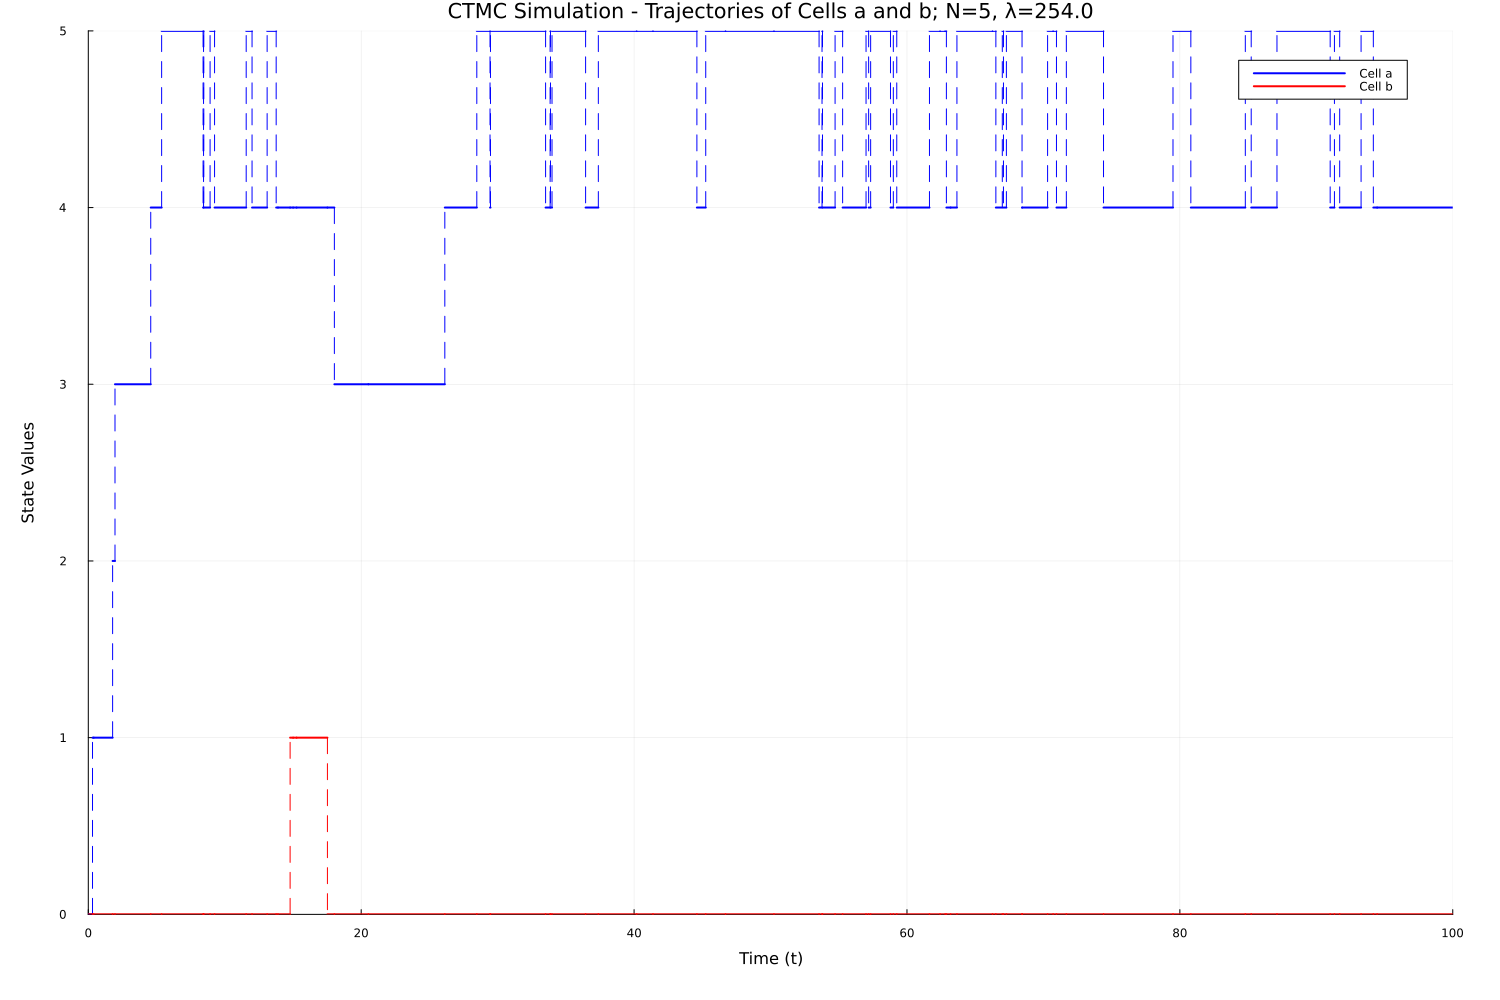 CTMC Simulation - Trajectories of Cells a and b; N=5, λ=254.0
5
Cell a
Cell b
4
3
State Values
2
1
0
0 20 40 60 80 100
Time (t)